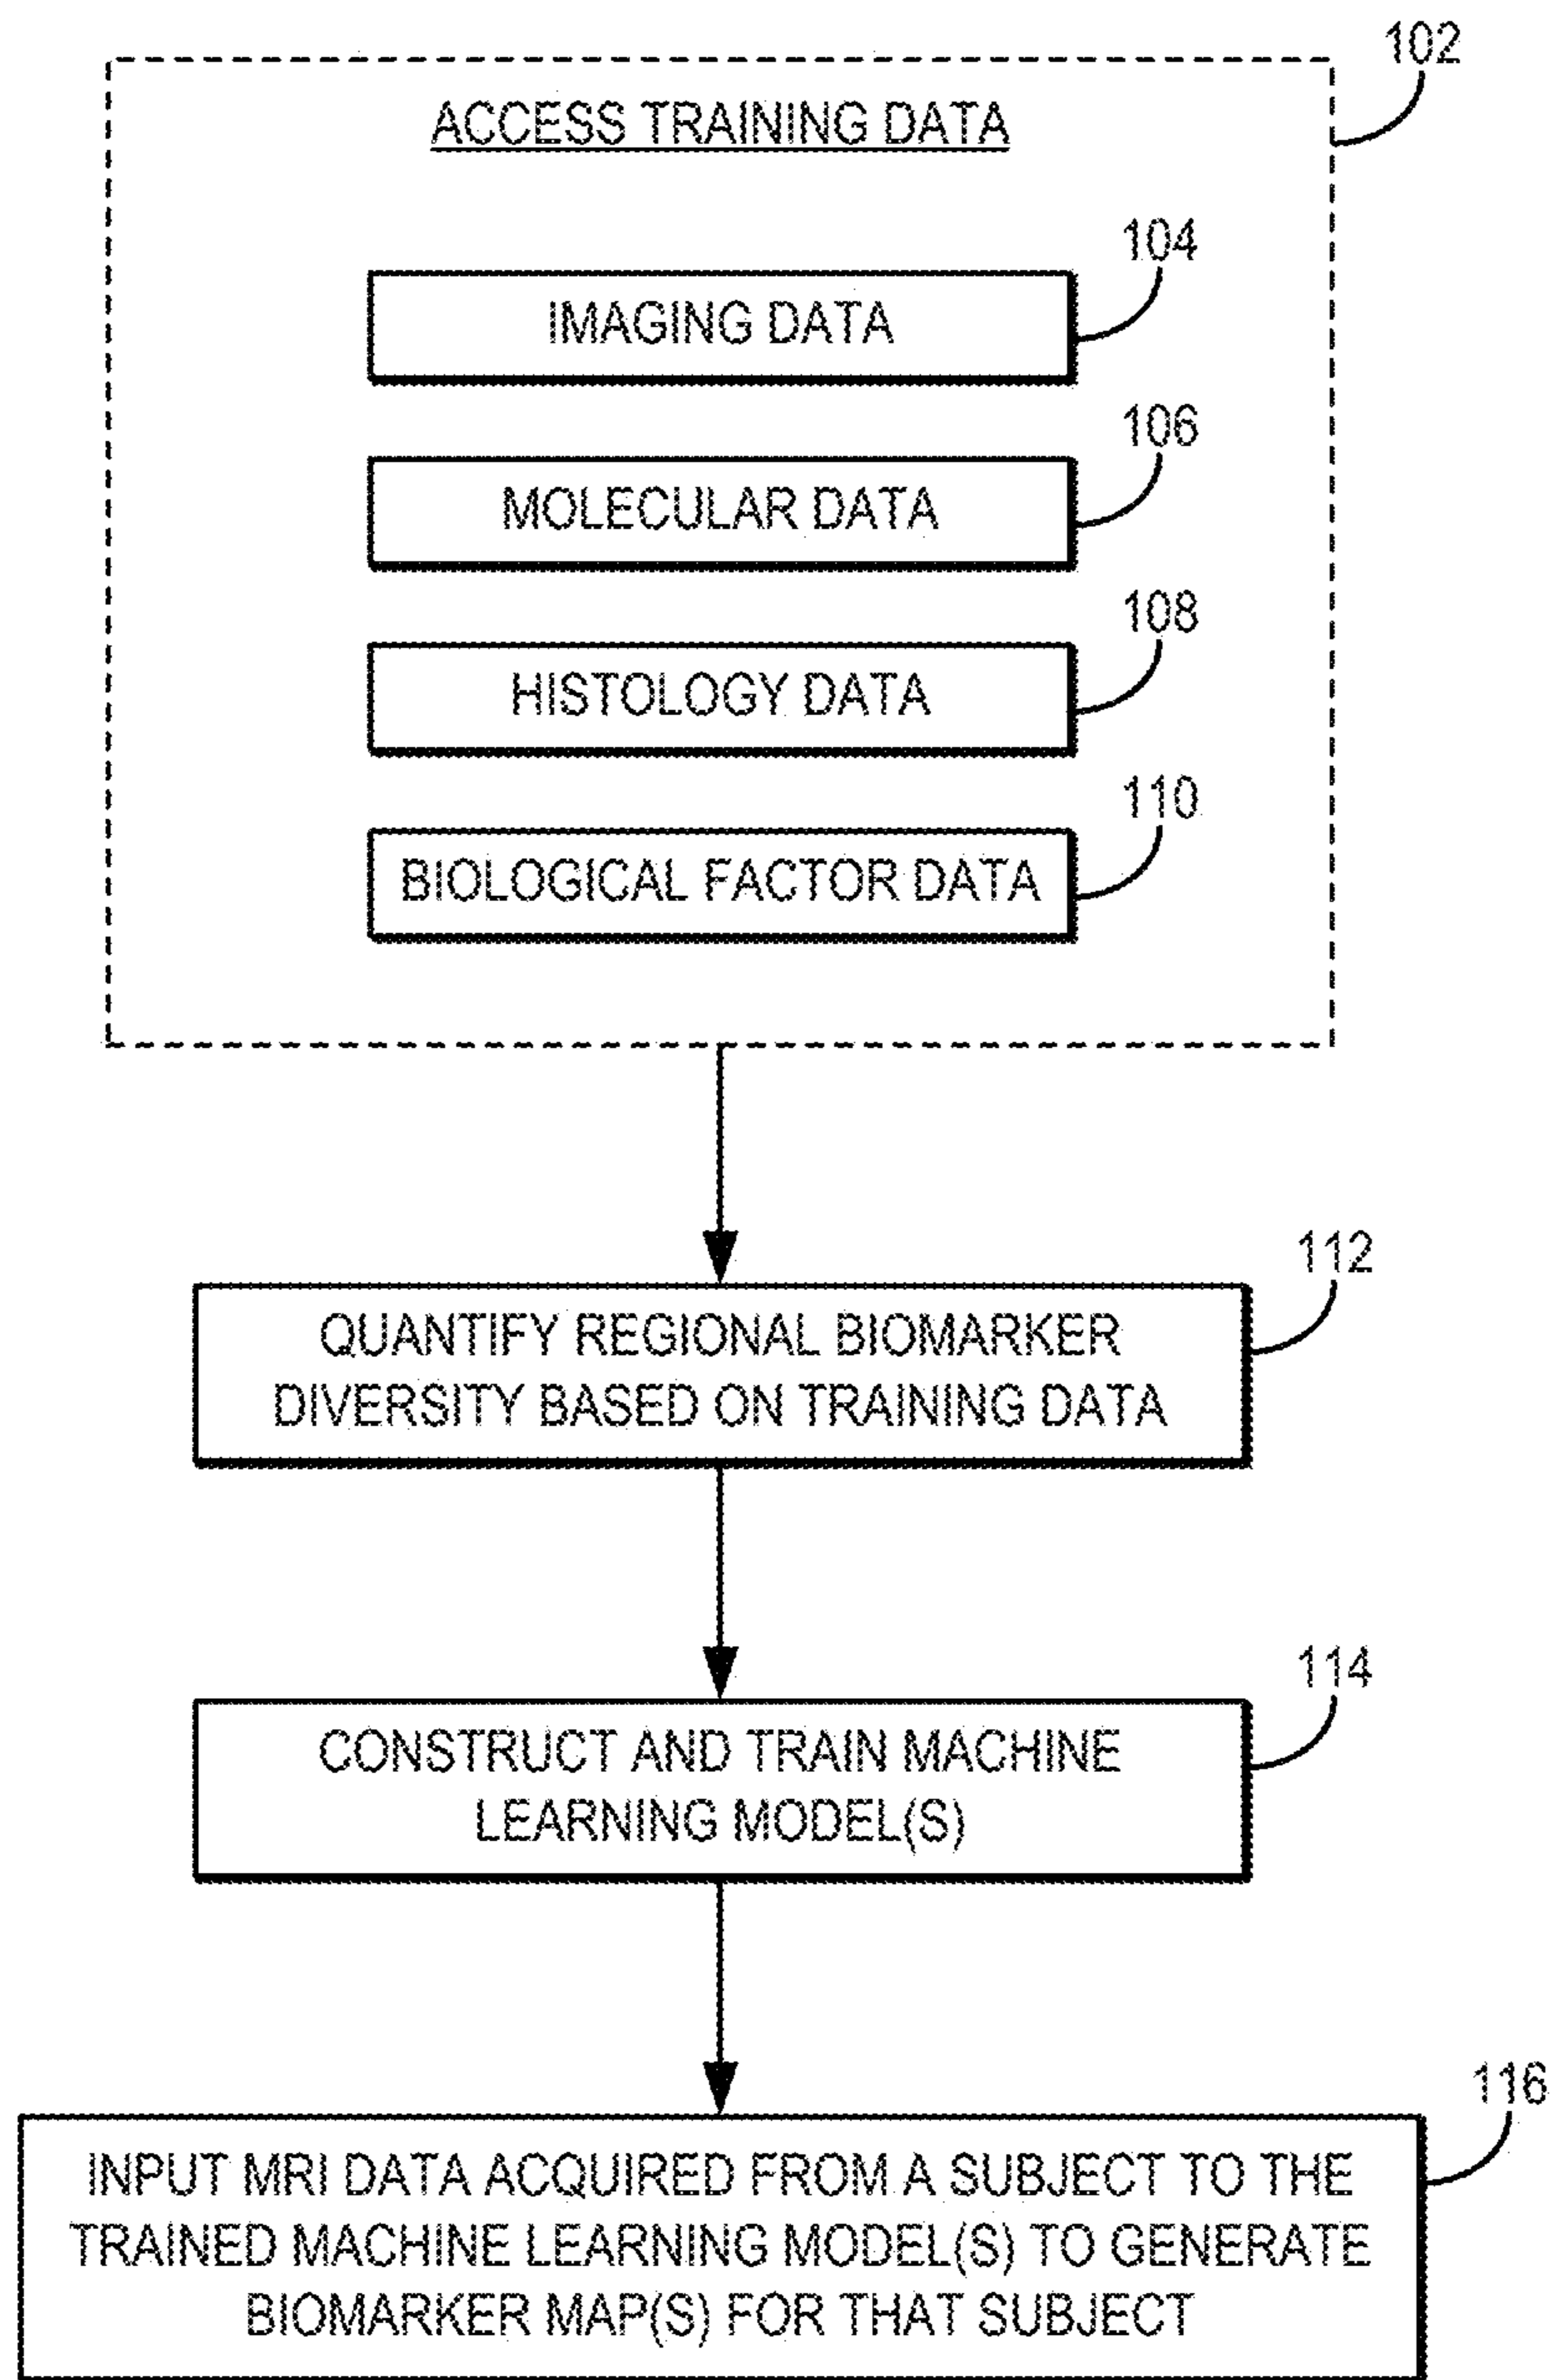 102
ACCESS TRAINING DATA
104
IMAGING DATA
106
MOLECULAR DATA
108
HISTOLOGY DATA
110
BIOLOGICAL FACTOR DATA
112
QUANTIFY REGIONAL BIOMARKER
DIVERSITY BASED ON TRAINING DATA
114
CONSTRUCT AND TRAIN MACHINE
LEARNING MODEL(S)
116
INPUT MRI DATA ACQUIRED FROM A SUBJECT TO THE
TRAINED MACHINE LEARNING MODEL(S) TO GENERATE
BIOMARKER MAP(S) FOR THAT SUBJECT